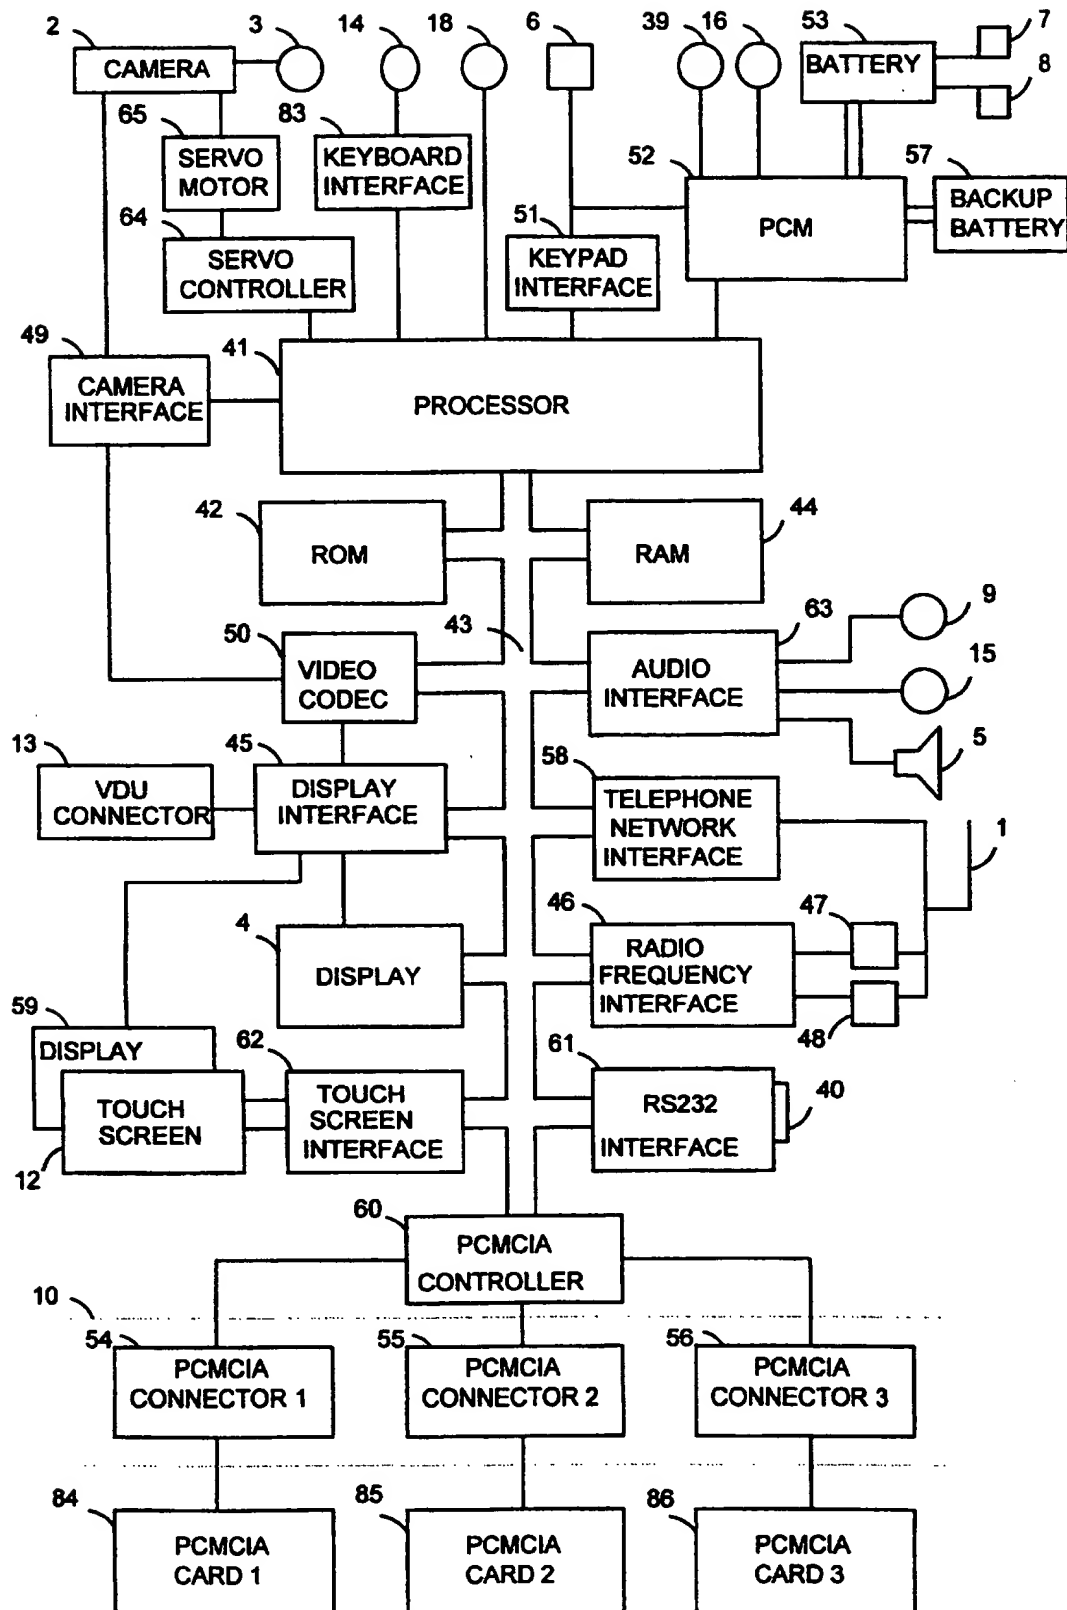 2 3 14 18 6 39 16 53 7
CAMERA
BATTERY
8
65 83
SERVO
MOTOR
KEYBOARD
INTERFACE
52
PCM
57
BACKUP
BATTERY
64
SERVO
CONTROLLER
51
KEYPAD
INTERFACE
49
CAMERA
INTERFACE
41
PROCESSOR
42
ROM
44
RAM
43
50
VIDEO
CODEC
63
AUDIO
INTERFACE
9
15
5
13
VDU
CONNECTOR
45
DISPLAY
INTERFACE
58
TELEPHONE
NETWORK
INTERFACE
1
4
DISPLAY
46
RADIO
FREQUENCY
INTERFACE
47
48
59
DISPLAY
TOUCH
SCREEN
12
62
TOUCH
SCREEN
INTERFACE
61
RS232
INTERFACE
40
60
PCMCIA
CONTROLLER
10
54
PCMCIA
CONNECTOR 1
55
PCMCIA
CONNECTOR 2
56
PCMCIA
CONNECTOR 3
84
PCMCIA
CARD 1
85
PCMCIA
CARD 2
86
PCMCIA
CARD 3